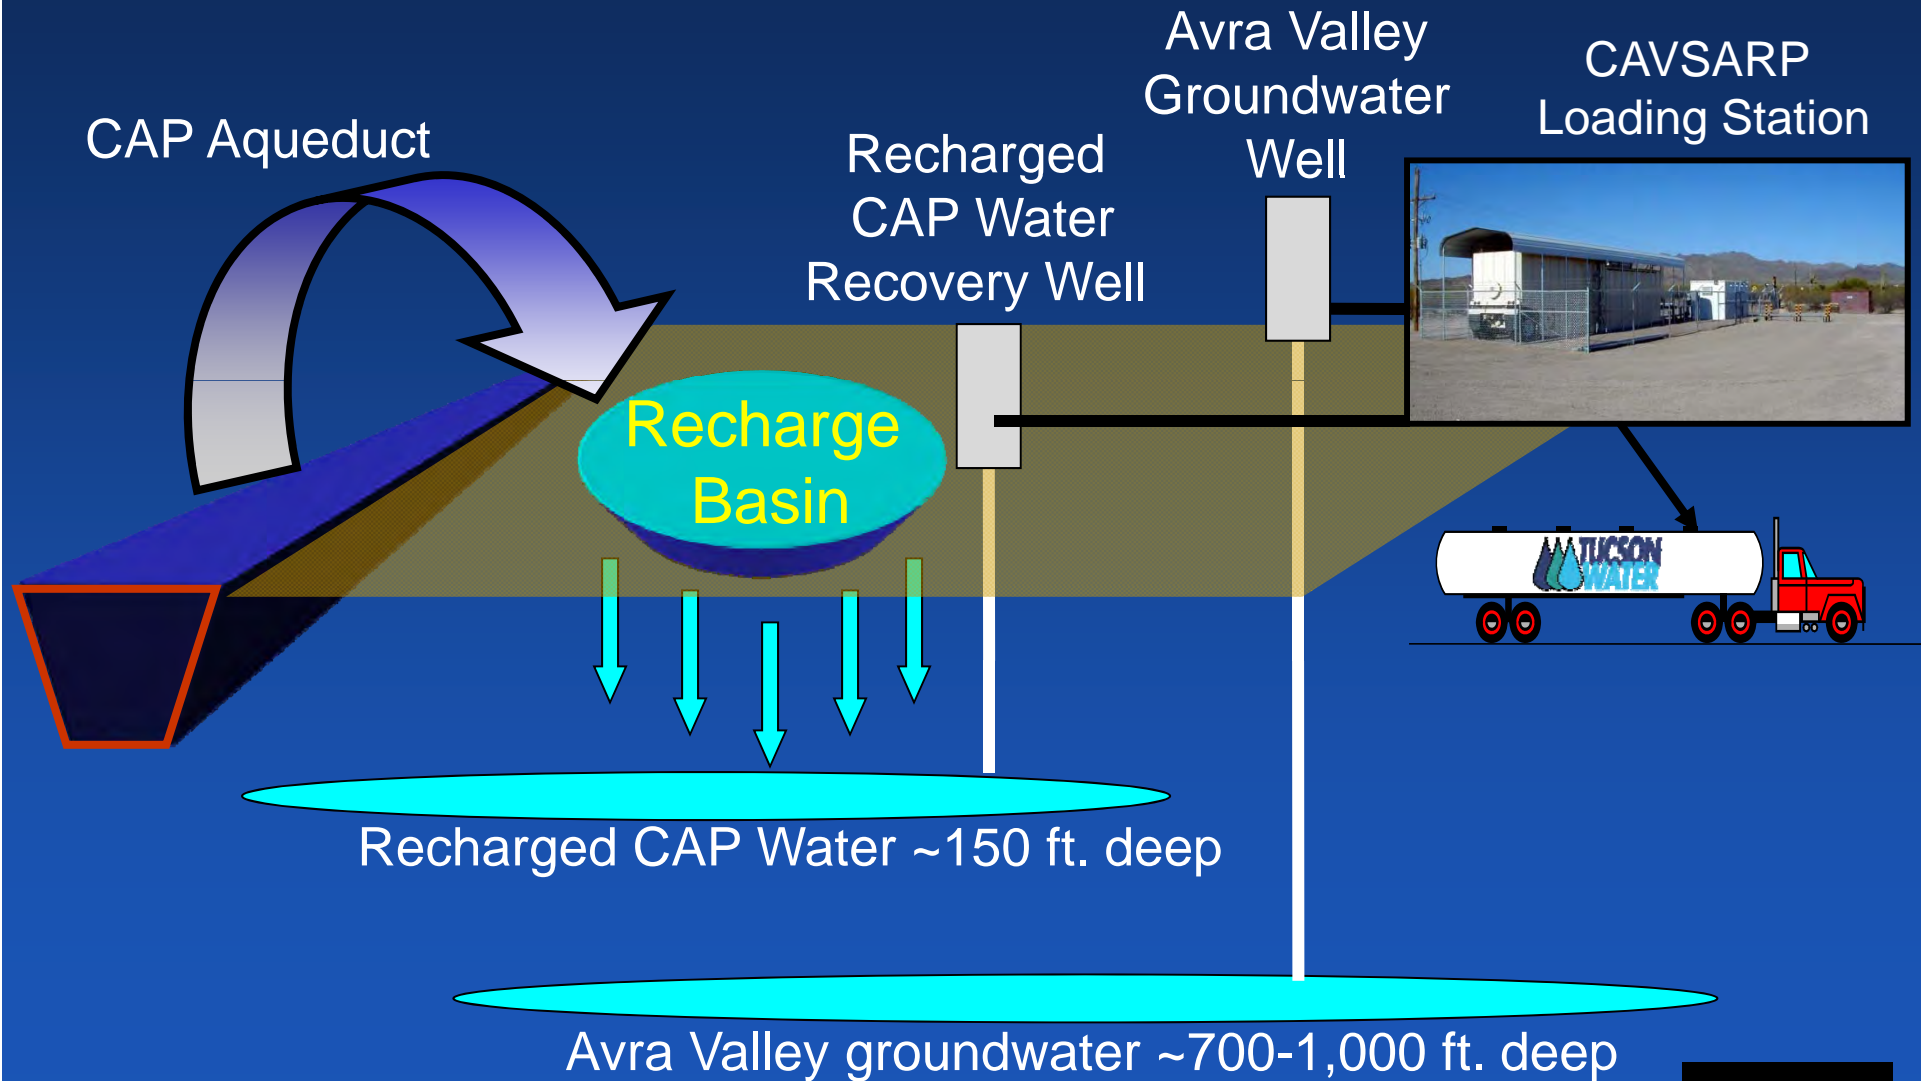 CAP Aqueduct
Recharged
CAP Water
Recovery Well
Avra Valley
Groundwater
Well
CAVSARP
Loading Station
Recharge
Basin
TUCSON
WATER
Recharged CAP Water ~150 ft. deep
Avra Valley groundwater ~700-1,000 ft. deep